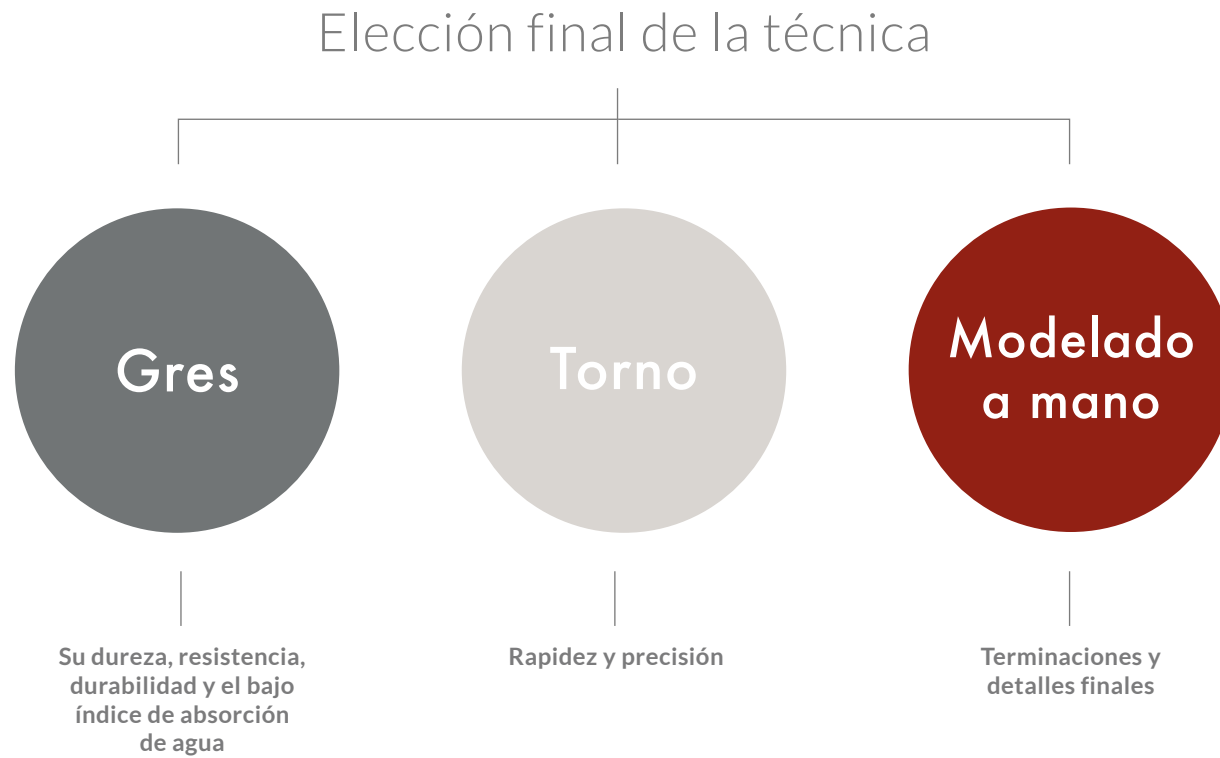 Elección final de la técnica
Gres
Torno
Modelado
a mano
Su dureza, resistencia,
durabilidad y el bajo
índice de absorción
de agua
Rapidez y precisión
Terminaciones y
detalles finales